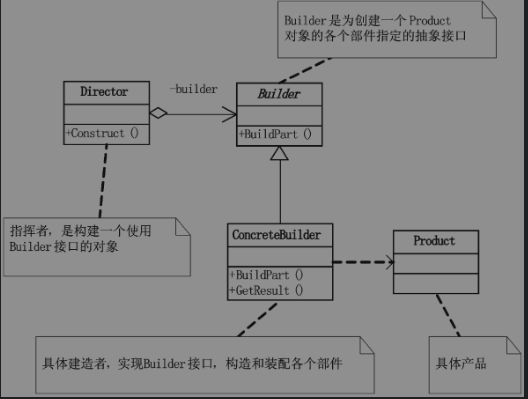 Builder是为创建一个Product
对象的各个部件指定的抽象接口
Director
-builder
Builder
+Construct()
+BuildPart()
指挥者，是构建一个使用
Builder接口的对象
ConcreteBuilder
Product
+BuildPart()
+GetResult()
具体建造者，实现Builder接口，构造和装配各个部件
具体产品